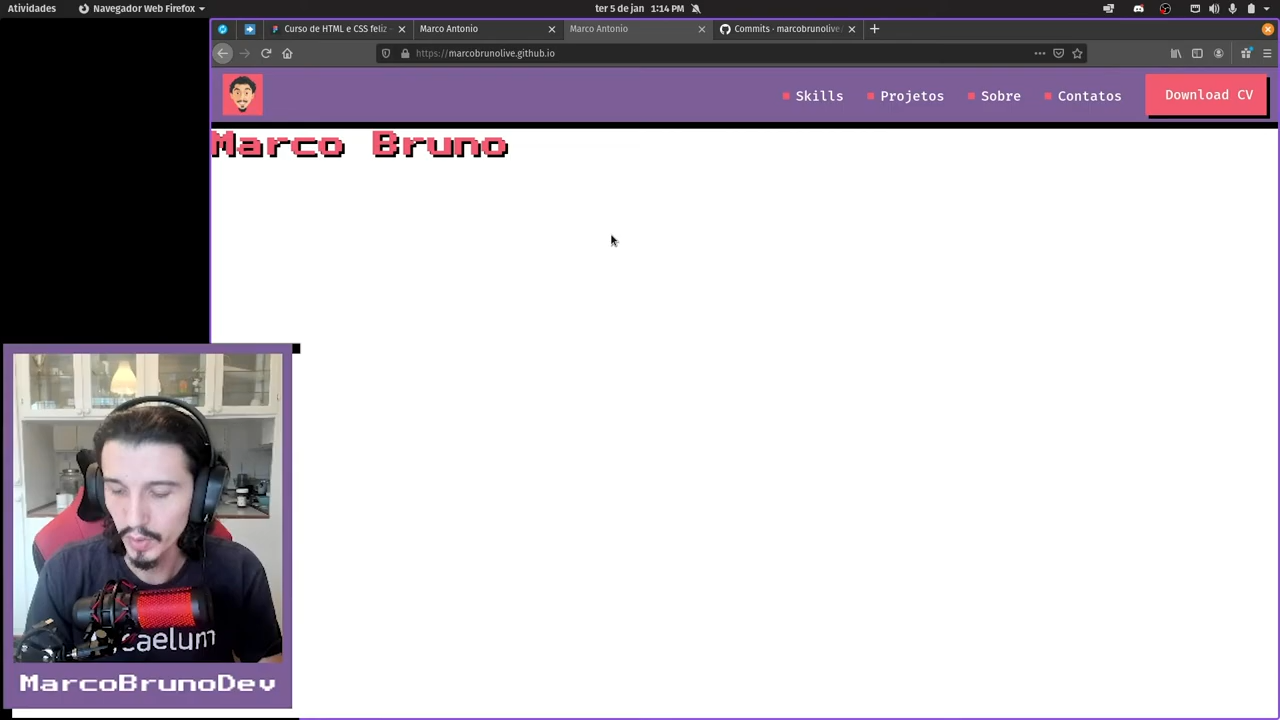 Atividades
Navegador Web Firefox
ter 5 de jan 1:14 PM
Curso de HTML e CSS feliz
Marco Antonio
Marco Antonio
Commits · marcobrunolive/
https://marcobrunolive.github.io
Skills
Projetos
Sobre
Contatos
Download CV
Marco Bruno
caelum
MarcoBrunoDev